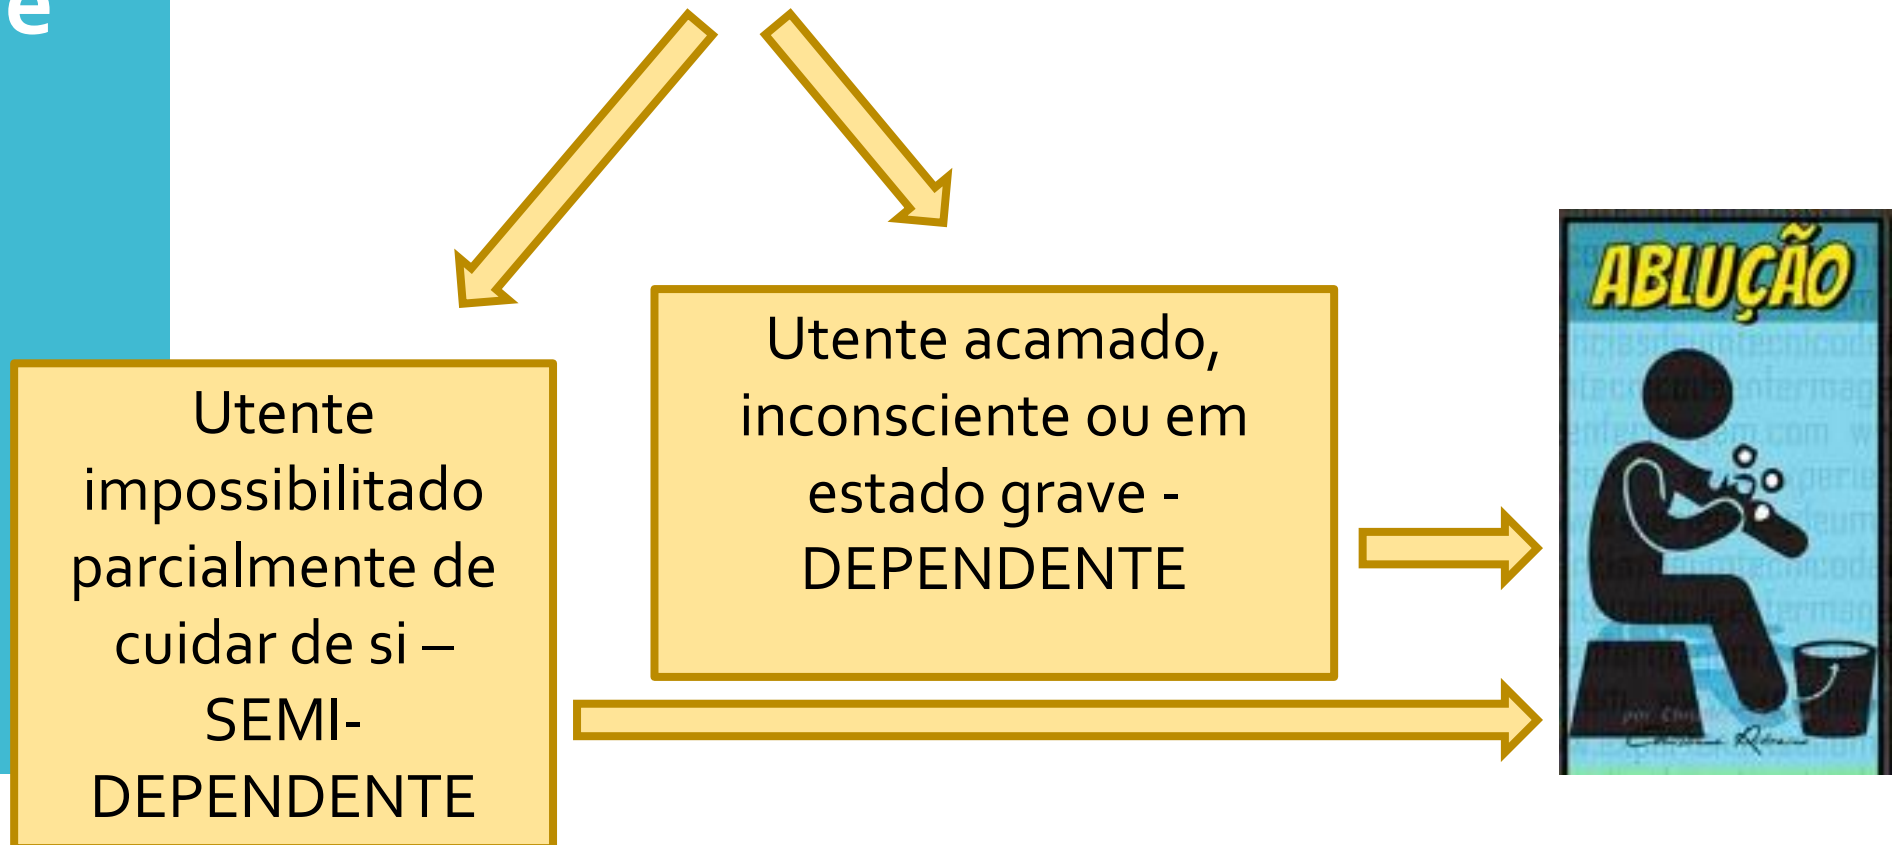 e
Utente
impossibilitado
parcialmente de
cuidar de si –
SEMI-
DEPENDENTE
Utente acamado,
inconsciente ou em
estado grave -
DEPENDENTE
ABLUÇÃO